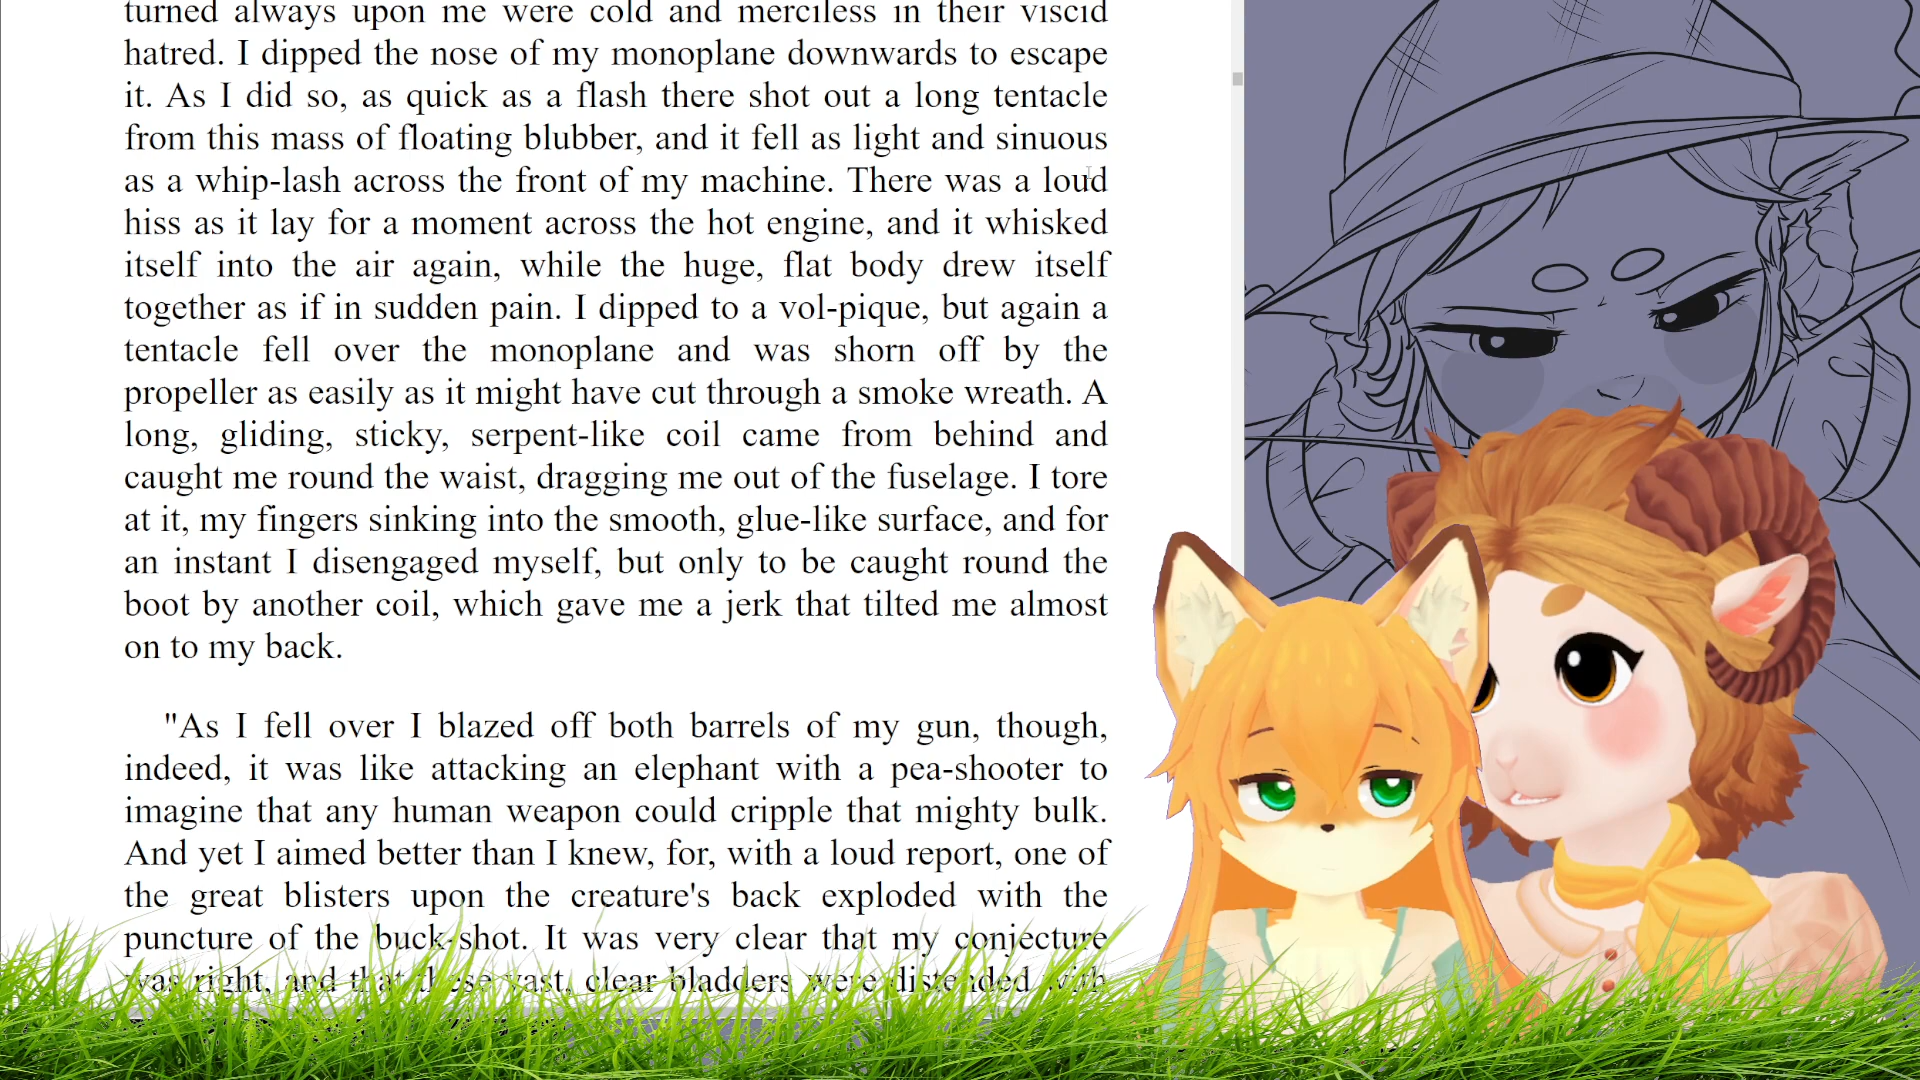 turned always upon me were cold and merciless in their viscid
hatred. I dipped the nose of my monoplane downwards to escape
it. As I did so, as quick as a flash there shot out a long tentacle
from this mass of floating blubber, and it fell as light and sinuous
as a whip-lash across the front of my machine. There was a loud
hiss as it lay for a moment across the hot engine, and it whisked
itself into the air again, while the huge, flat body drew itself
together as if in sudden pain. I dipped to a vol-pique, but again a
tentacle fell over the monoplane and was shorn off by the
propeller as easily as it might have cut through a smoke wreath. A
long, gliding, sticky, serpent-like coil came from behind and
caught me round the waist, dragging me out of the fuselage. I tore
at it, my fingers sinking into the smooth, glue-like surface, and for
an instant I disengaged myself, but only to be caught round the
boot by another coil, which gave me a jerk that tilted me almost
on to my back.
"As I fell over I blazed off both barrels of my gun, though,
indeed, it was like attacking an elephant with a pea-shooter to
imagine that any human weapon could cripple that mighty bulk.
And yet I aimed better than I knew, for, with a loud report, one of
the great blisters upon the creature's back exploded with the
puncture of the buck-shot. It was very clear that my conjecture
was right, and that these vast, clear bladders were distended with